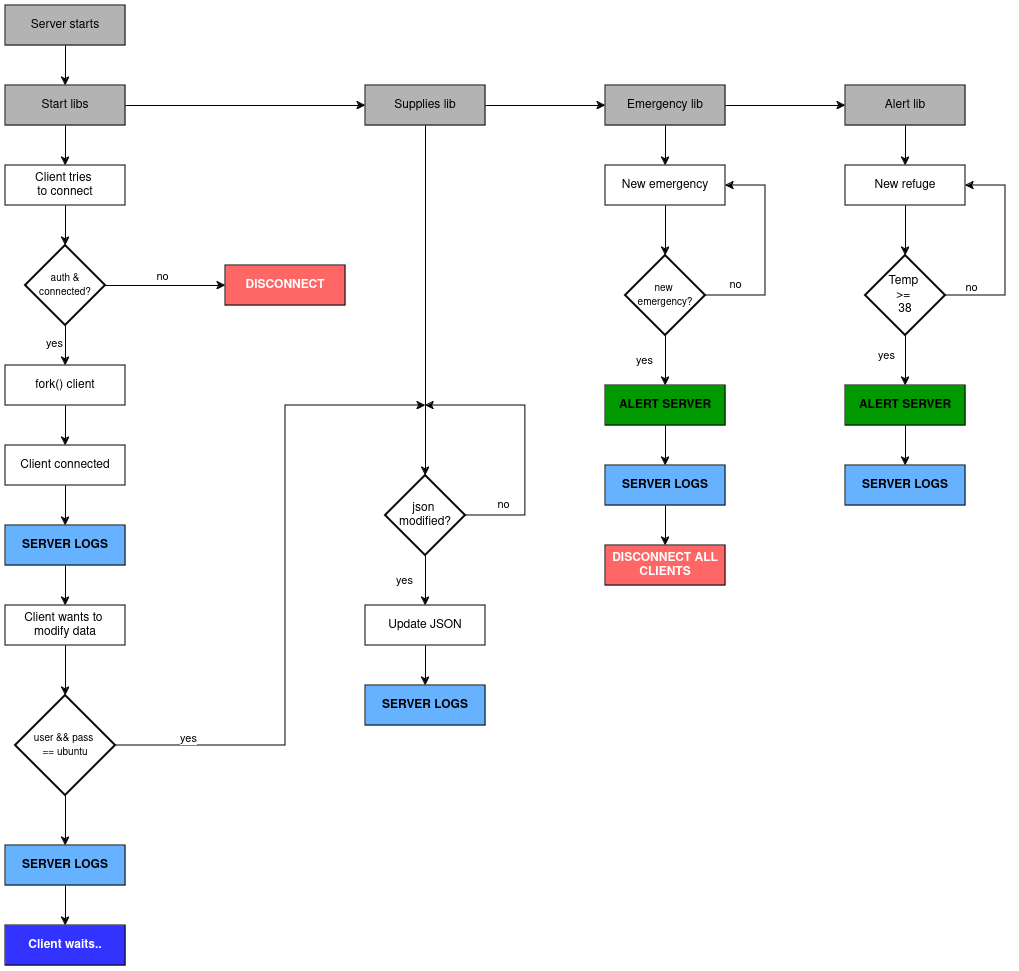 Server starts
Start libs
Supplies lib
Emergency lib
Alert lib
Client tries
to connect
New emergency
New refuge
auth &
connected?
no
DISCONNECT
new
emergency?
no
Temp
>=
38
no
yes
yes
yes
fork() client
ALERT SERVER
ALERT SERVER
Client connected
SERVER LOGS
SERVER LOGS
json
modified?
no
SERVER LOGS
DISCONNECT ALL
CLIENTS
yes
Client wants to
modify data
Update JSON
SERVER LOGS
user && pass
== ubuntu
yes
SERVER LOGS
Client waits..